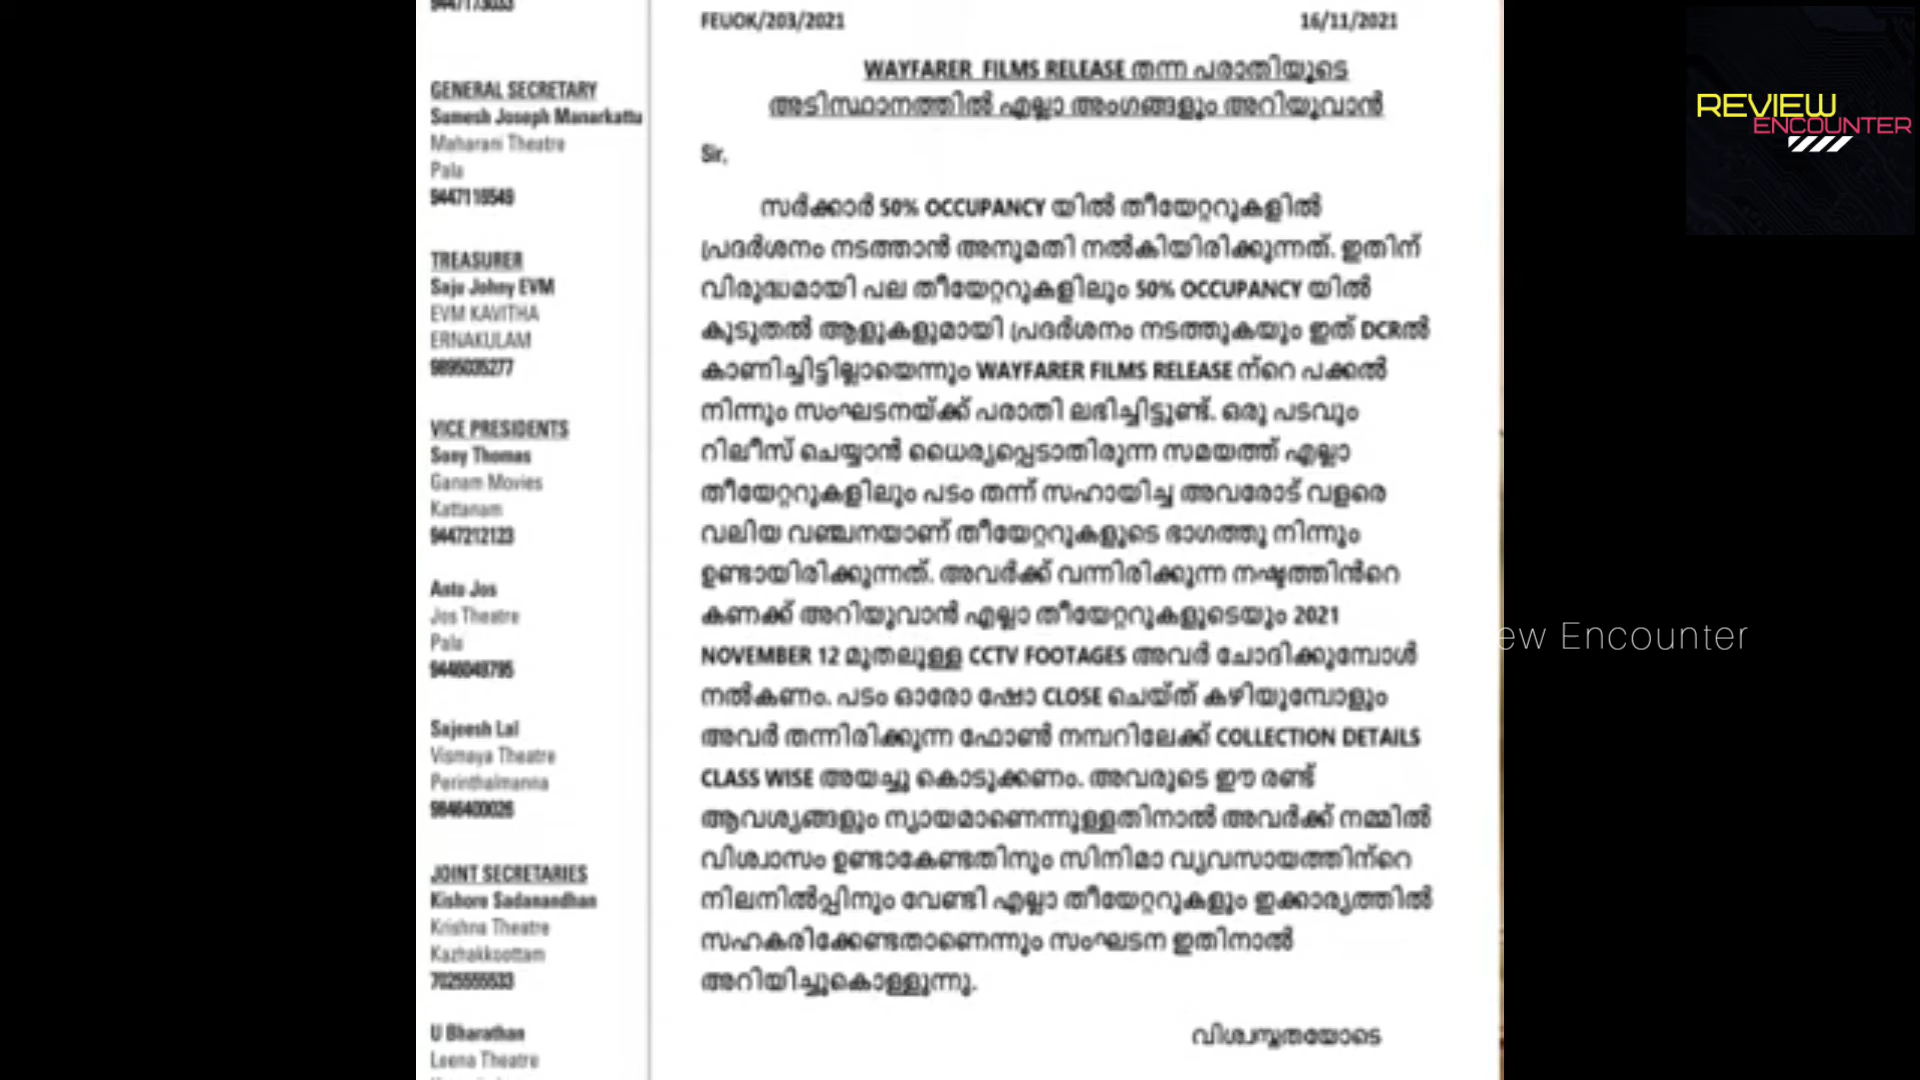 FEUOK/203/2021 16/11/2021
GENERAL SECRETARY
Sumesh Joseph Manarkattu
Maharani Theatre
Pala
9447118549
TREASURER
Saju Johny EVM
EVM KAVITHA
ERNAKULAM
9895035277
VICE PRESIDENTS
Sony Thomas
Ganam Movies
Kattanam
9447212123
Anto Jos
Jos Theatre
Pala
9446048795
Sajeesh Lal
Vismaya Theatre
Perinthalmanna
9846400026
JOINT SECRETARIES
Kishore Sadanandhan
Krishna Theatre
Kazhakkoottam
7025555533
U Bharathan
Leena Theatre
WAYFARER FILMS RELEASE തന്ന പരാതിയുടെ
അടിസ്ഥാനത്തിൽ എല്ലാ അംഗങ്ങളും അറിയുവാൻ
Sir,
സർക്കാർ 50% OCCUPANCY യിൽ തീയേറ്ററുകളിൽ
പ്രദർശനം നടത്താൻ അനുമതി നൽകിയിരിക്കുന്നത്. ഇതിന്
വിരുദ്ധമായി പല തീയേറ്ററുകളിലും 50% OCCUPANCY യിൽ
കൂടുതൽ ആളുകളുമായി പ്രദർശനം നടത്തുകയും ഇത് DCRൽ
കാണിച്ചിട്ടില്ലായെന്നും WAYFARER FILMS RELEASE ന്റെ പക്കൽ
നിന്നും സംഘടനയ്ക്ക് പരാതി ലഭിച്ചിട്ടുണ്ട്. ഒരു പടവും
റിലീസ് ചെയ്യാൻ ധൈര്യപ്പെടാതിരുന്ന സമയത്ത് എല്ലാ
തീയേറ്ററുകളിലും പടം തന്ന് സഹായിച്ച അവരോട് വളരെ
വലിയ വഞ്ചനയാണ് തീയേറ്ററുകളുടെ ഭാഗത്തു നിന്നും
ഉണ്ടായിരിക്കുന്നത്. അവർക്ക് വന്നിരിക്കുന്ന നഷ്ടത്തിൻറെ
കണക്ക് അറിയുവാൻ എല്ലാ തീയേറ്ററുകളുടെയും 2021
NOVEMBER 12 മുതലുള്ള CCTV FOOTAGES അവർ ചോദിക്കുമ്പോൾ
നൽകണം. പടം ഓരോ ഷോ CLOSE ചെയ്ത് കഴിയുമ്പോളും
അവർ തന്നിരിക്കുന്ന ഫോൺ നമ്പറിലേക്ക് COLLECTION DETAILS
CLASS WISE അയച്ചു കൊടുക്കണം. അവരുടെ ഈ രണ്ട്
ആവശ്യങ്ങളും ന്യായമാണെന്നുള്ളതിനാൽ അവർക്ക് നമ്മിൽ
വിശ്വാസം ഉണ്ടാകേണ്ടതിനും സിനിമാ വ്യവസായത്തിന്റെ
നിലനിൽപ്പിനും വേണ്ടി എല്ലാ തീയേറ്ററുകളും ഇക്കാര്യത്തിൽ
സഹകരിക്കേണ്ടതാണെന്നും സംഘടന ഇതിനാൽ
അറിയിച്ചുകൊള്ളുന്നു.
വിശ്വസ്തതയോടെ
REVIEW
ENCOUNTER
ew Encounter